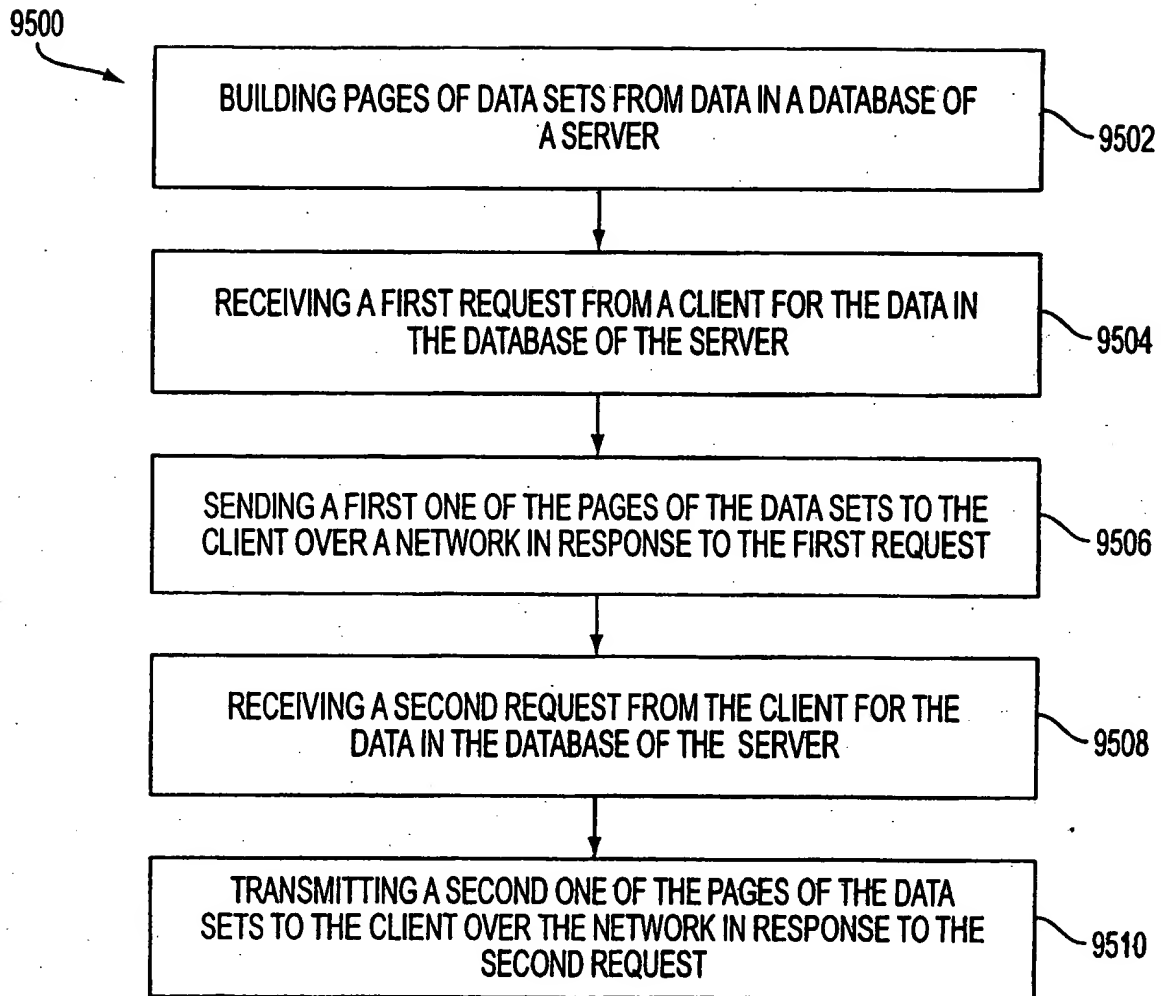 9500
BUILDING PAGES OF DATA SETS FROM DATA IN A DATABASE OF
A SERVER
9502
RECEIVING A FIRST REQUEST FROM A CLIENT FOR THE DATA IN
THE DATABASE OF THE SERVER
9504
SENDING A FIRST ONE OF THE PAGES OF THE DATA SETS TO THE
CLIENT OVER A NETWORK IN RESPONSE TO THE FIRST REQUEST
9506
RECEIVING A SECOND REQUEST FROM THE CLIENT FOR THE
DATA IN THE DATABASE OF THE SERVER
9508
TRANSMITTING A SECOND ONE OF THE PAGES OF THE DATA
SETS TO THE CLIENT OVER THE NETWORK IN RESPONSE TO THE
SECOND REQUEST
9510